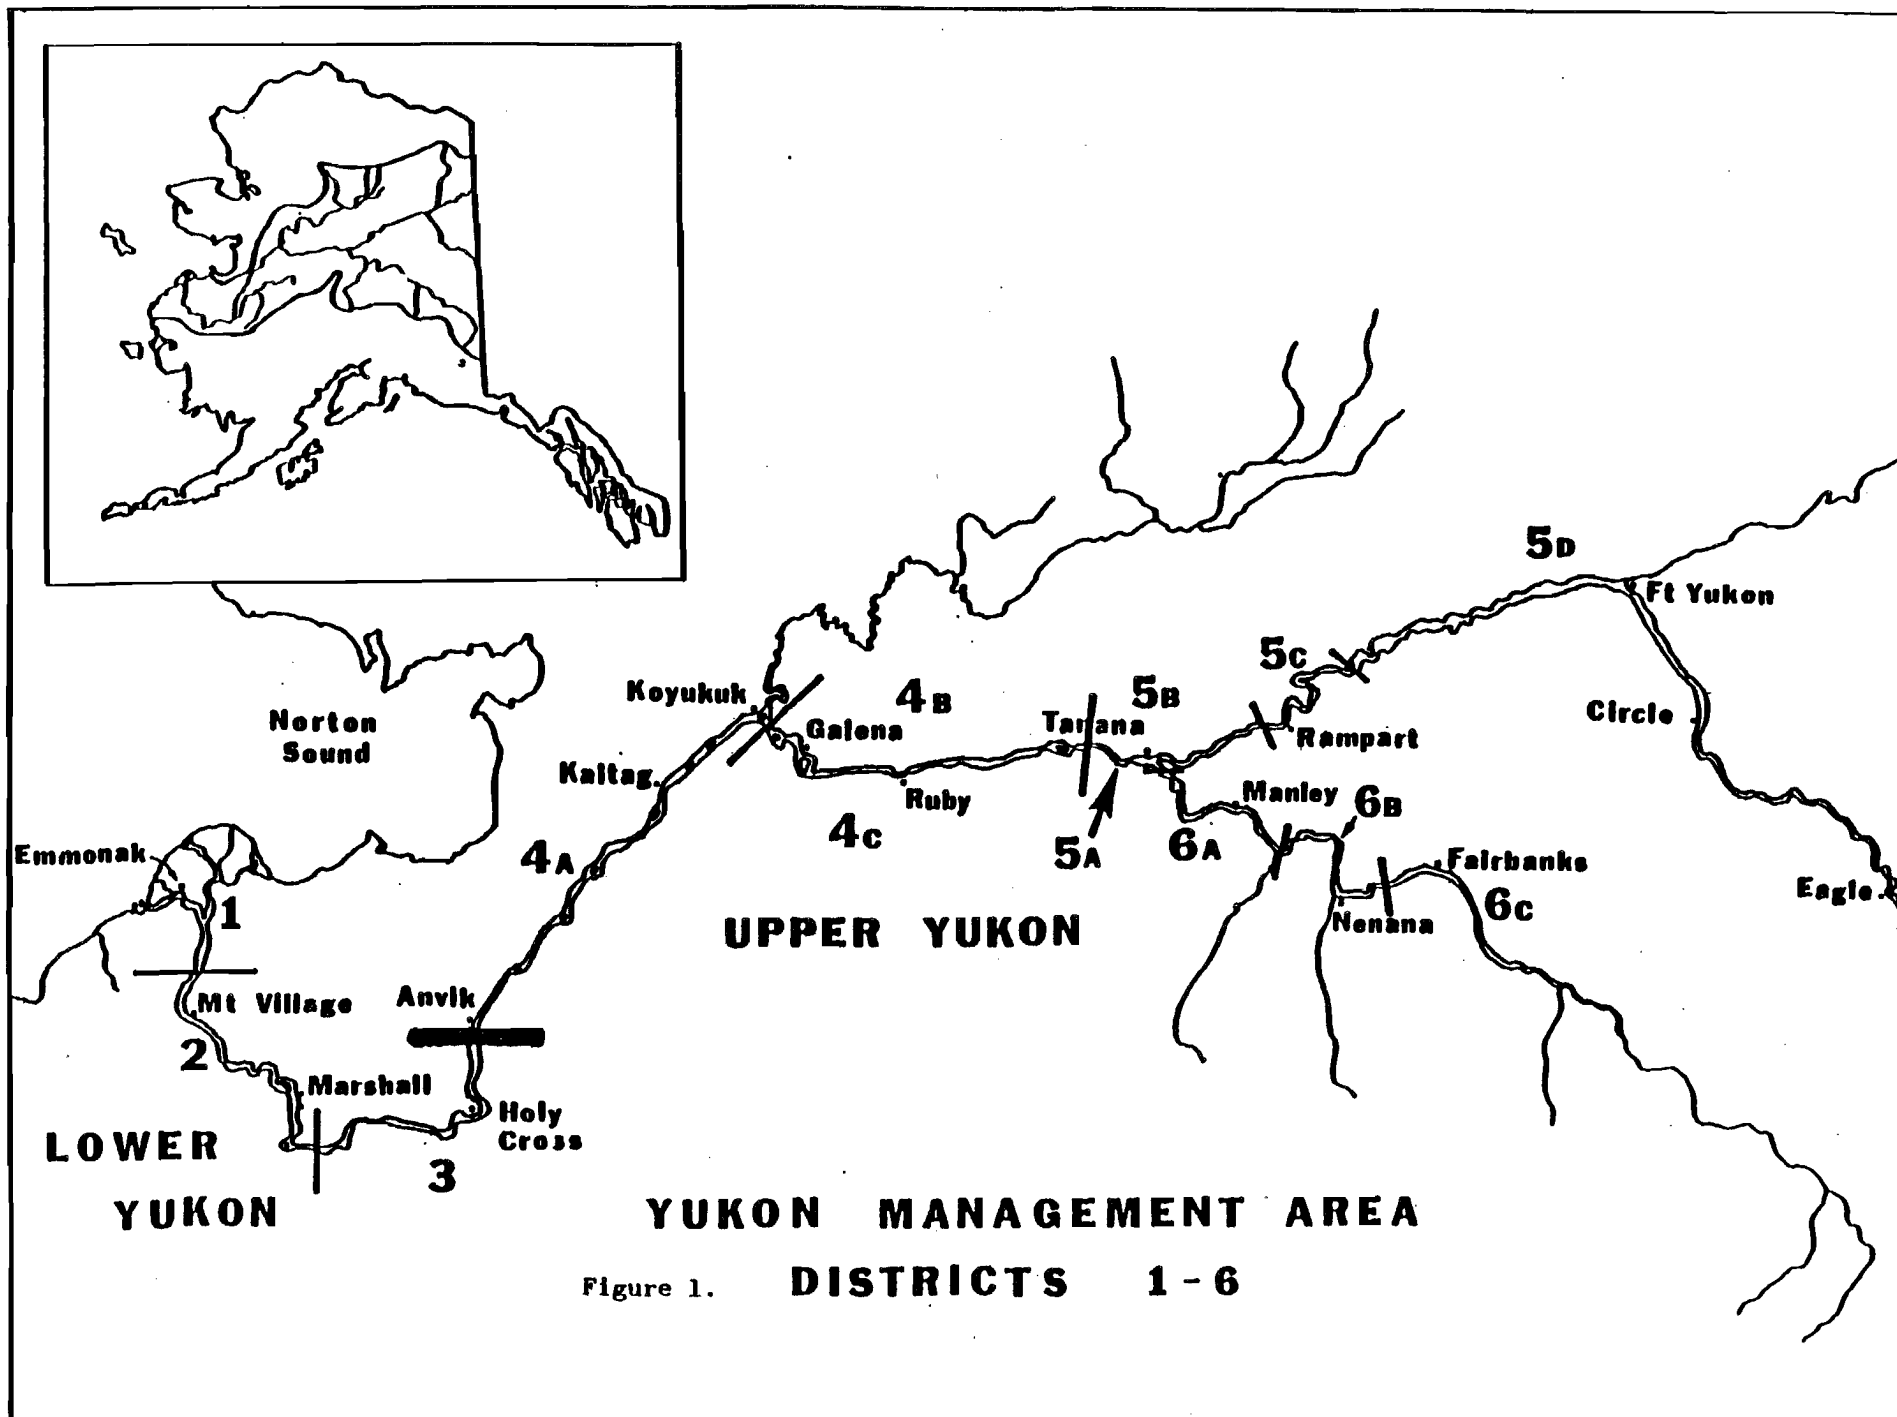 5D
Ft Yukon
5C
Koyukuk
4B
5B
Norton
Sound
Galena
Tanana
Circle
Rampart
Kaltag
Ruby
Manley
6B
4C
5A
6A
4A
Emmonak
Fairbanks
Eagle
1
6C
Nenana
UPPER YUKON
Mt Village
Anvik
2
Marshall
Holy
Cross
LOWER
YUKON
3
YUKON MANAGEMENT AREA
Figure 1. DISTRICTS 1-6